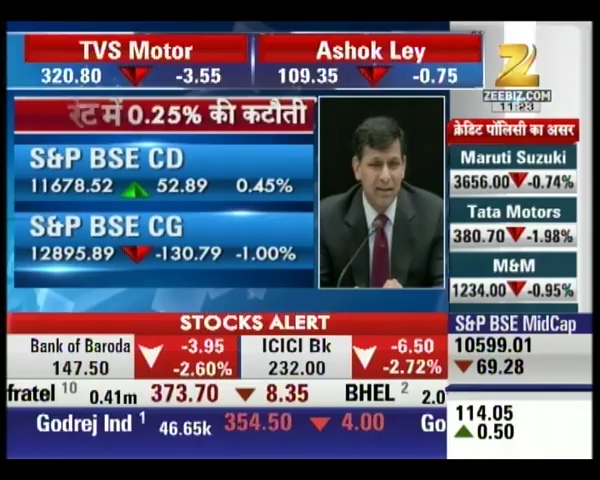 TVS Motor
320.80 -3.55
Ashok Ley
109.35 -0.75
ZEEBIZ.COM
11:23
रेट में 0.25% की कटौती
S&P BSE CD
11678.52 52.89 0.45%
S&P BSE CG
12895.89 -130.79 -1.00%
क्रेडिट पॉलिसी का असर
Maruti Suzuki
3656.00 -0.74%
Tata Motors
380.70 -1.98%
M&M
1234.00 -0.95%
STOCKS ALERT
Bank of Baroda
147.50
-3.95
-2.60%
ICICI Bk
232.00
-6.50
-2.72%
S&P BSE MidCap
10599.01
69.28
fratel 10 0.41m 373.70 8.35 BHEL 2 2.0
Godrej Ind 1 46.65k 354.50 4.00 Go
114.05
0.50